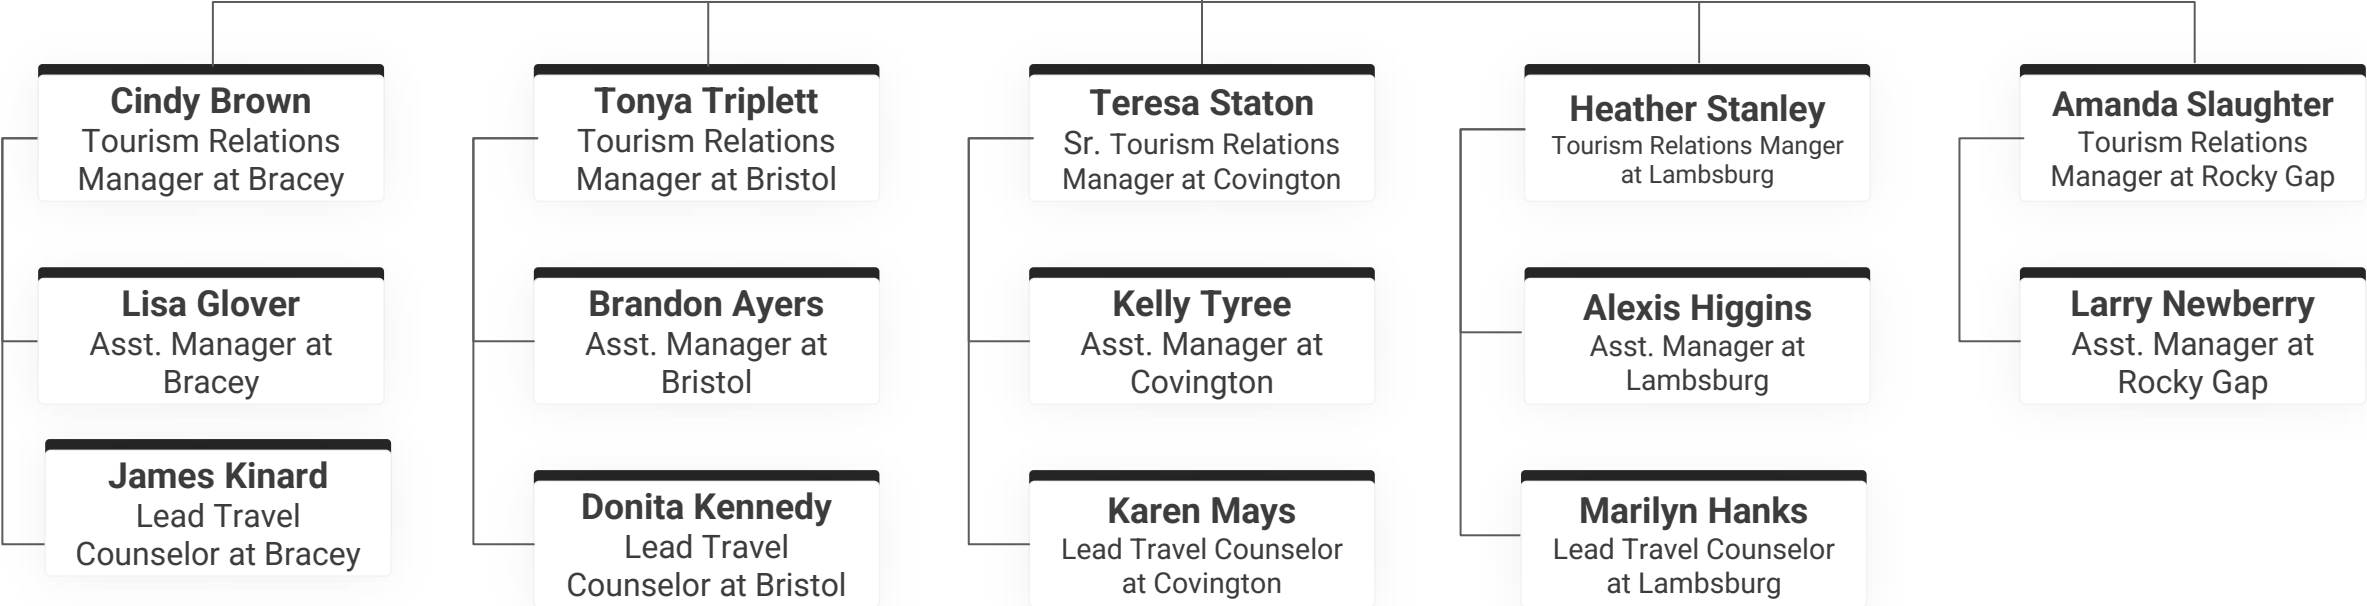 Cindy Brown
Tourism Relations
Manager at Bracey
Tonya Triplett
Tourism Relations
Manager at Bristol
Teresa Staton
Sr. Tourism Relations
Manager at Covington
Heather Stanley
Tourism Relations Manger
at Lambsburg
Amanda Slaughter
Tourism Relations
Manager at Rocky Gap
Lisa Glover
Asst. Manager at
Bracey
Brandon Ayers
Asst. Manager at
Bristol
Kelly Tyree
Asst. Manager at
Covington
Alexis Higgins
Asst. Manager at
Lambsburg
Larry Newberry
Asst. Manager at
Rocky Gap
James Kinard
Lead Travel
Counselor at Bracey
Donita Kennedy
Lead Travel
Counselor at Bristol
Karen Mays
Lead Travel Counselor
at Covington
Marilyn Hanks
Lead Travel Counselor
at Lambsburg